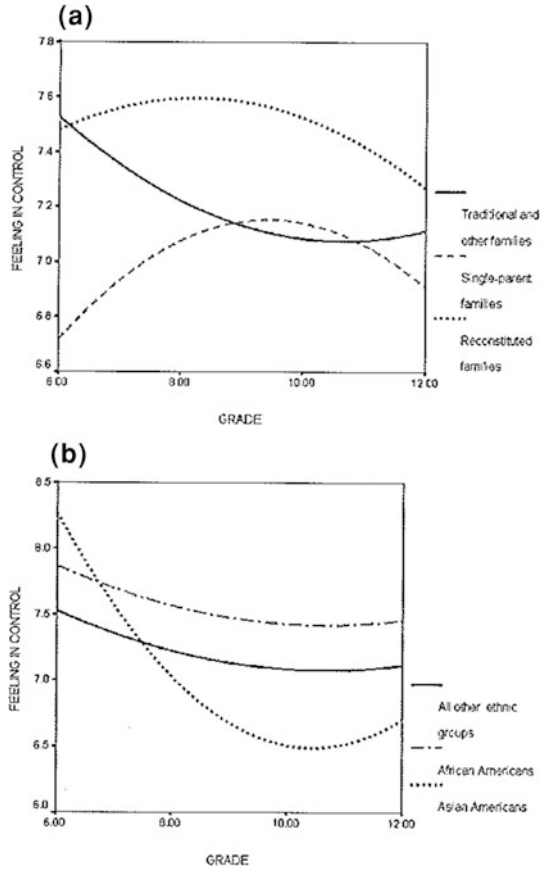 (a)
7.8
7.6
7.4
7.2
7.0
6.8
6.6
FEELING IN CONTROL
6.00
8.00
10.00
12.00
GRADE
Traditional and
other families
Single-parent
families
Reconstituted
families
(b)
8.5
8.0
7.5
7.0
6.5
6.0
FEELING IN CONTROL
6.00
8.00
10.00
12.00
GRADE
All other ethnic
groups
African Americans
Asian Americans